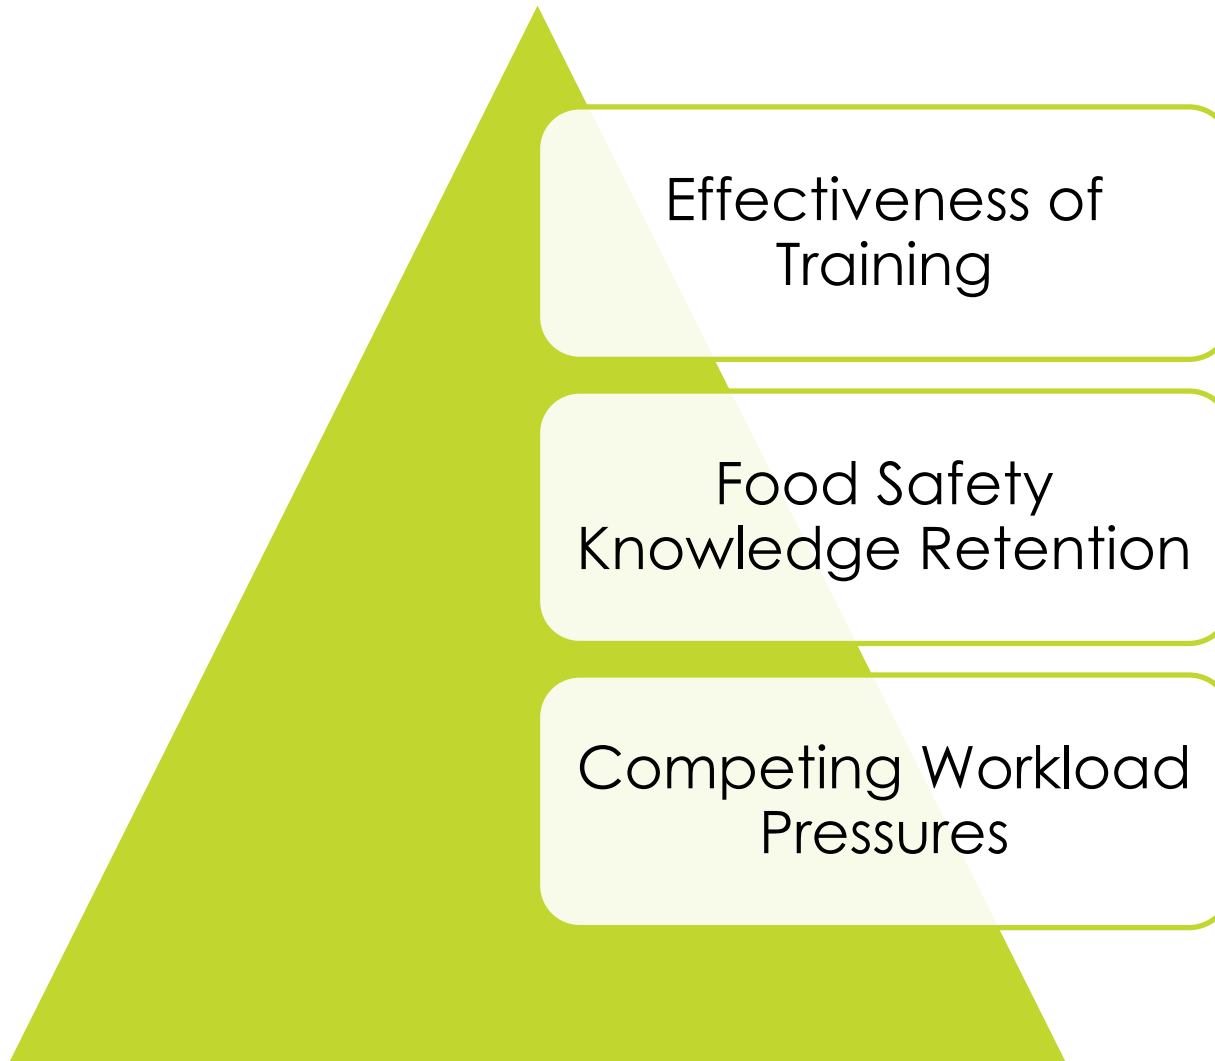 Effectiveness of
Training
Food Safety
Knowledge Retention
Competing Workload
Pressures